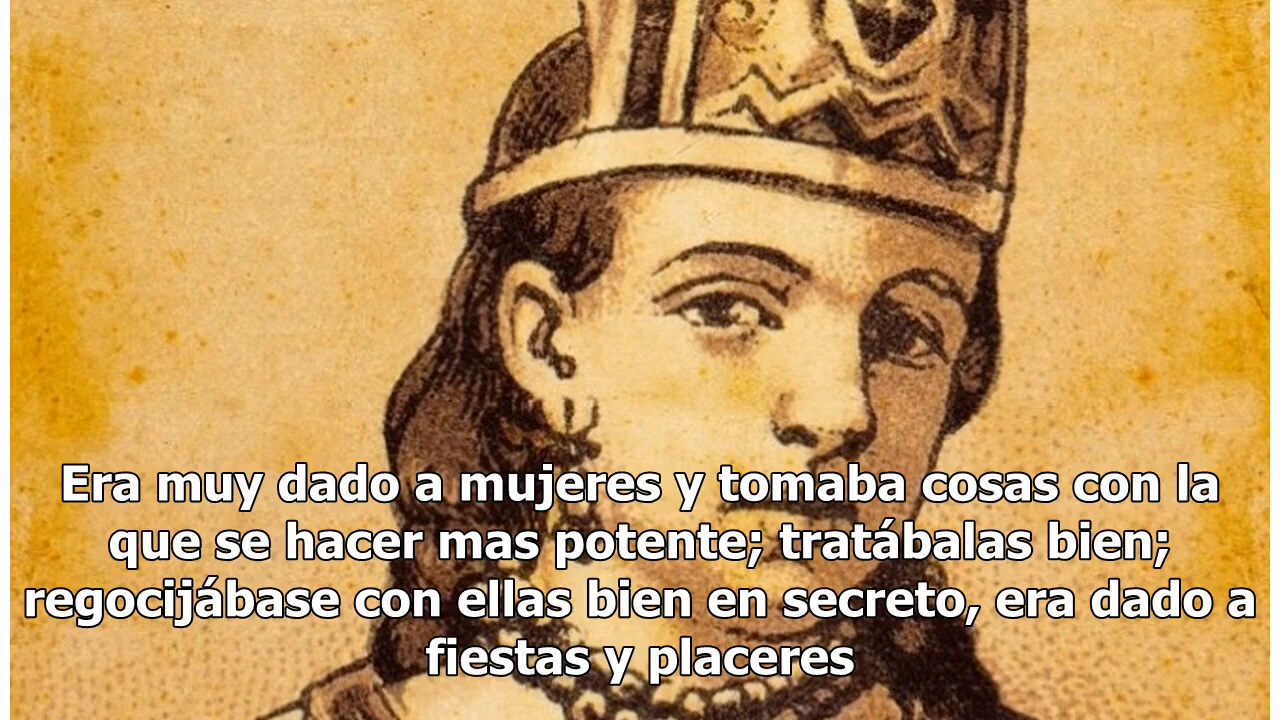 Era muy dado a mujeres y tomaba cosas con la
que se hacer mas potente; tratábalas bien;
regocijábase con ellas bien en secreto, era dado a
fiestas y placeres